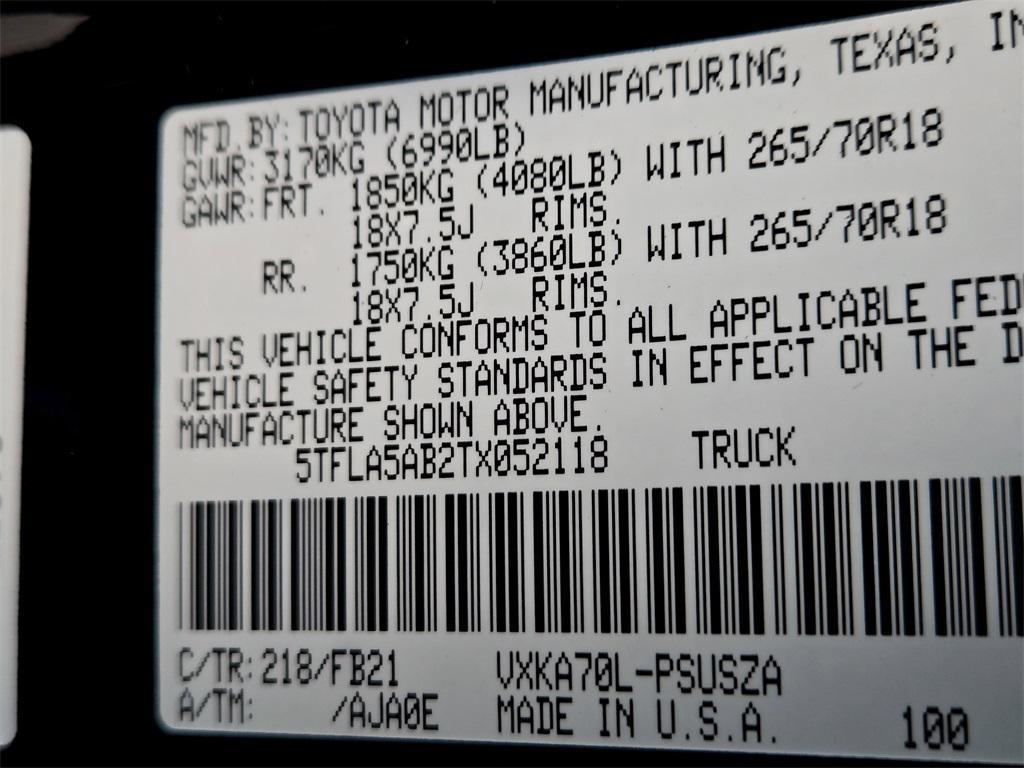 MFD.BY:TOYOTA MOTOR MANUFACTURING, TEXAS, IN
GVWR:3170KG (6990LB)
GAWR:FRT. 1850KG (4080LB) WITH 265/70R18
18X7.5J RIMS.
RR. 1750KG (3860LB) WITH 265/70R18
18X7.5J RIMS.
THIS VEHICLE CONFORMS TO ALL APPLICABLE FED
VEHICLE SAFETY STANDARDS IN EFFECT ON THE D
MANUFACTURE SHOWN ABOVE.
5TFLA5AB2TX052118 TRUCK
C/TR:218/FB21 VXKA70L-PSUSZA
A/TM: /AJA0E MADE IN U.S.A. 100